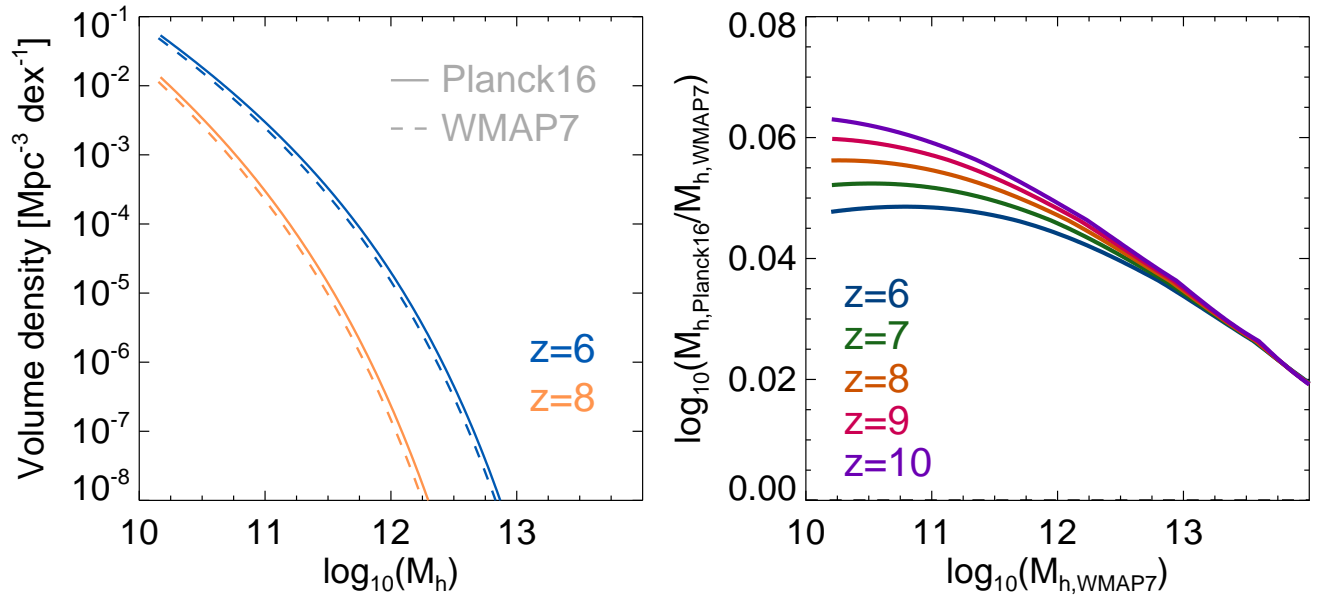 Volume density [Mpc⁻³ dex⁻¹]
10⁻¹
10⁻²
10⁻³
10⁻⁴
10⁻⁵
10⁻⁶
10⁻⁷
10⁻⁸
Planck16
WMAP7
z=6
z=8
10 11 12 13
log₁₀(Mₕ)
log₁₀(Mₕ,Planck16/Mₕ,WMAP7)
0.08
0.06
0.04
0.02
0.00
z=6
z=7
z=8
z=9
z=10
10 11 12 13
log₁₀(Mₕ,WMAP7)